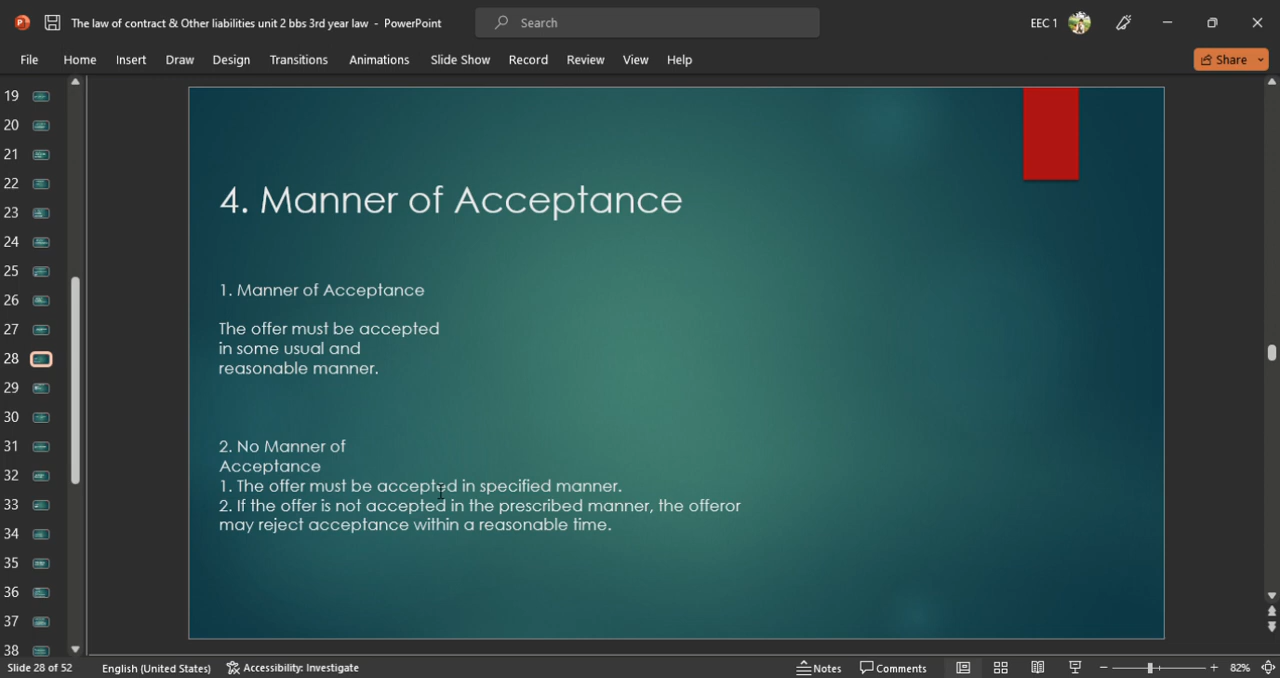 The law of contract & Other liabilities unit 2 bbs 3rd year law - PowerPoint
Search
EEC 1
File Home Insert Draw Design Transitions Animations Slide Show Record Review View Help
Share
19
20
21
22
23
24
25
26
27
28
29
30
31
32
33
34
35
36
37
38
4. Manner of Acceptance
1. Manner of Acceptance
The offer must be accepted
in some usual and
reasonable manner.
2. No Manner of
Acceptance
1. The offer must be accepted in specified manner.
2. If the offer is not accepted in the prescribed manner, the offeror
may reject acceptance within a reasonable time.
Slide 28 of 52 English (United States) Accessibility: Investigate Notes Comments 82%